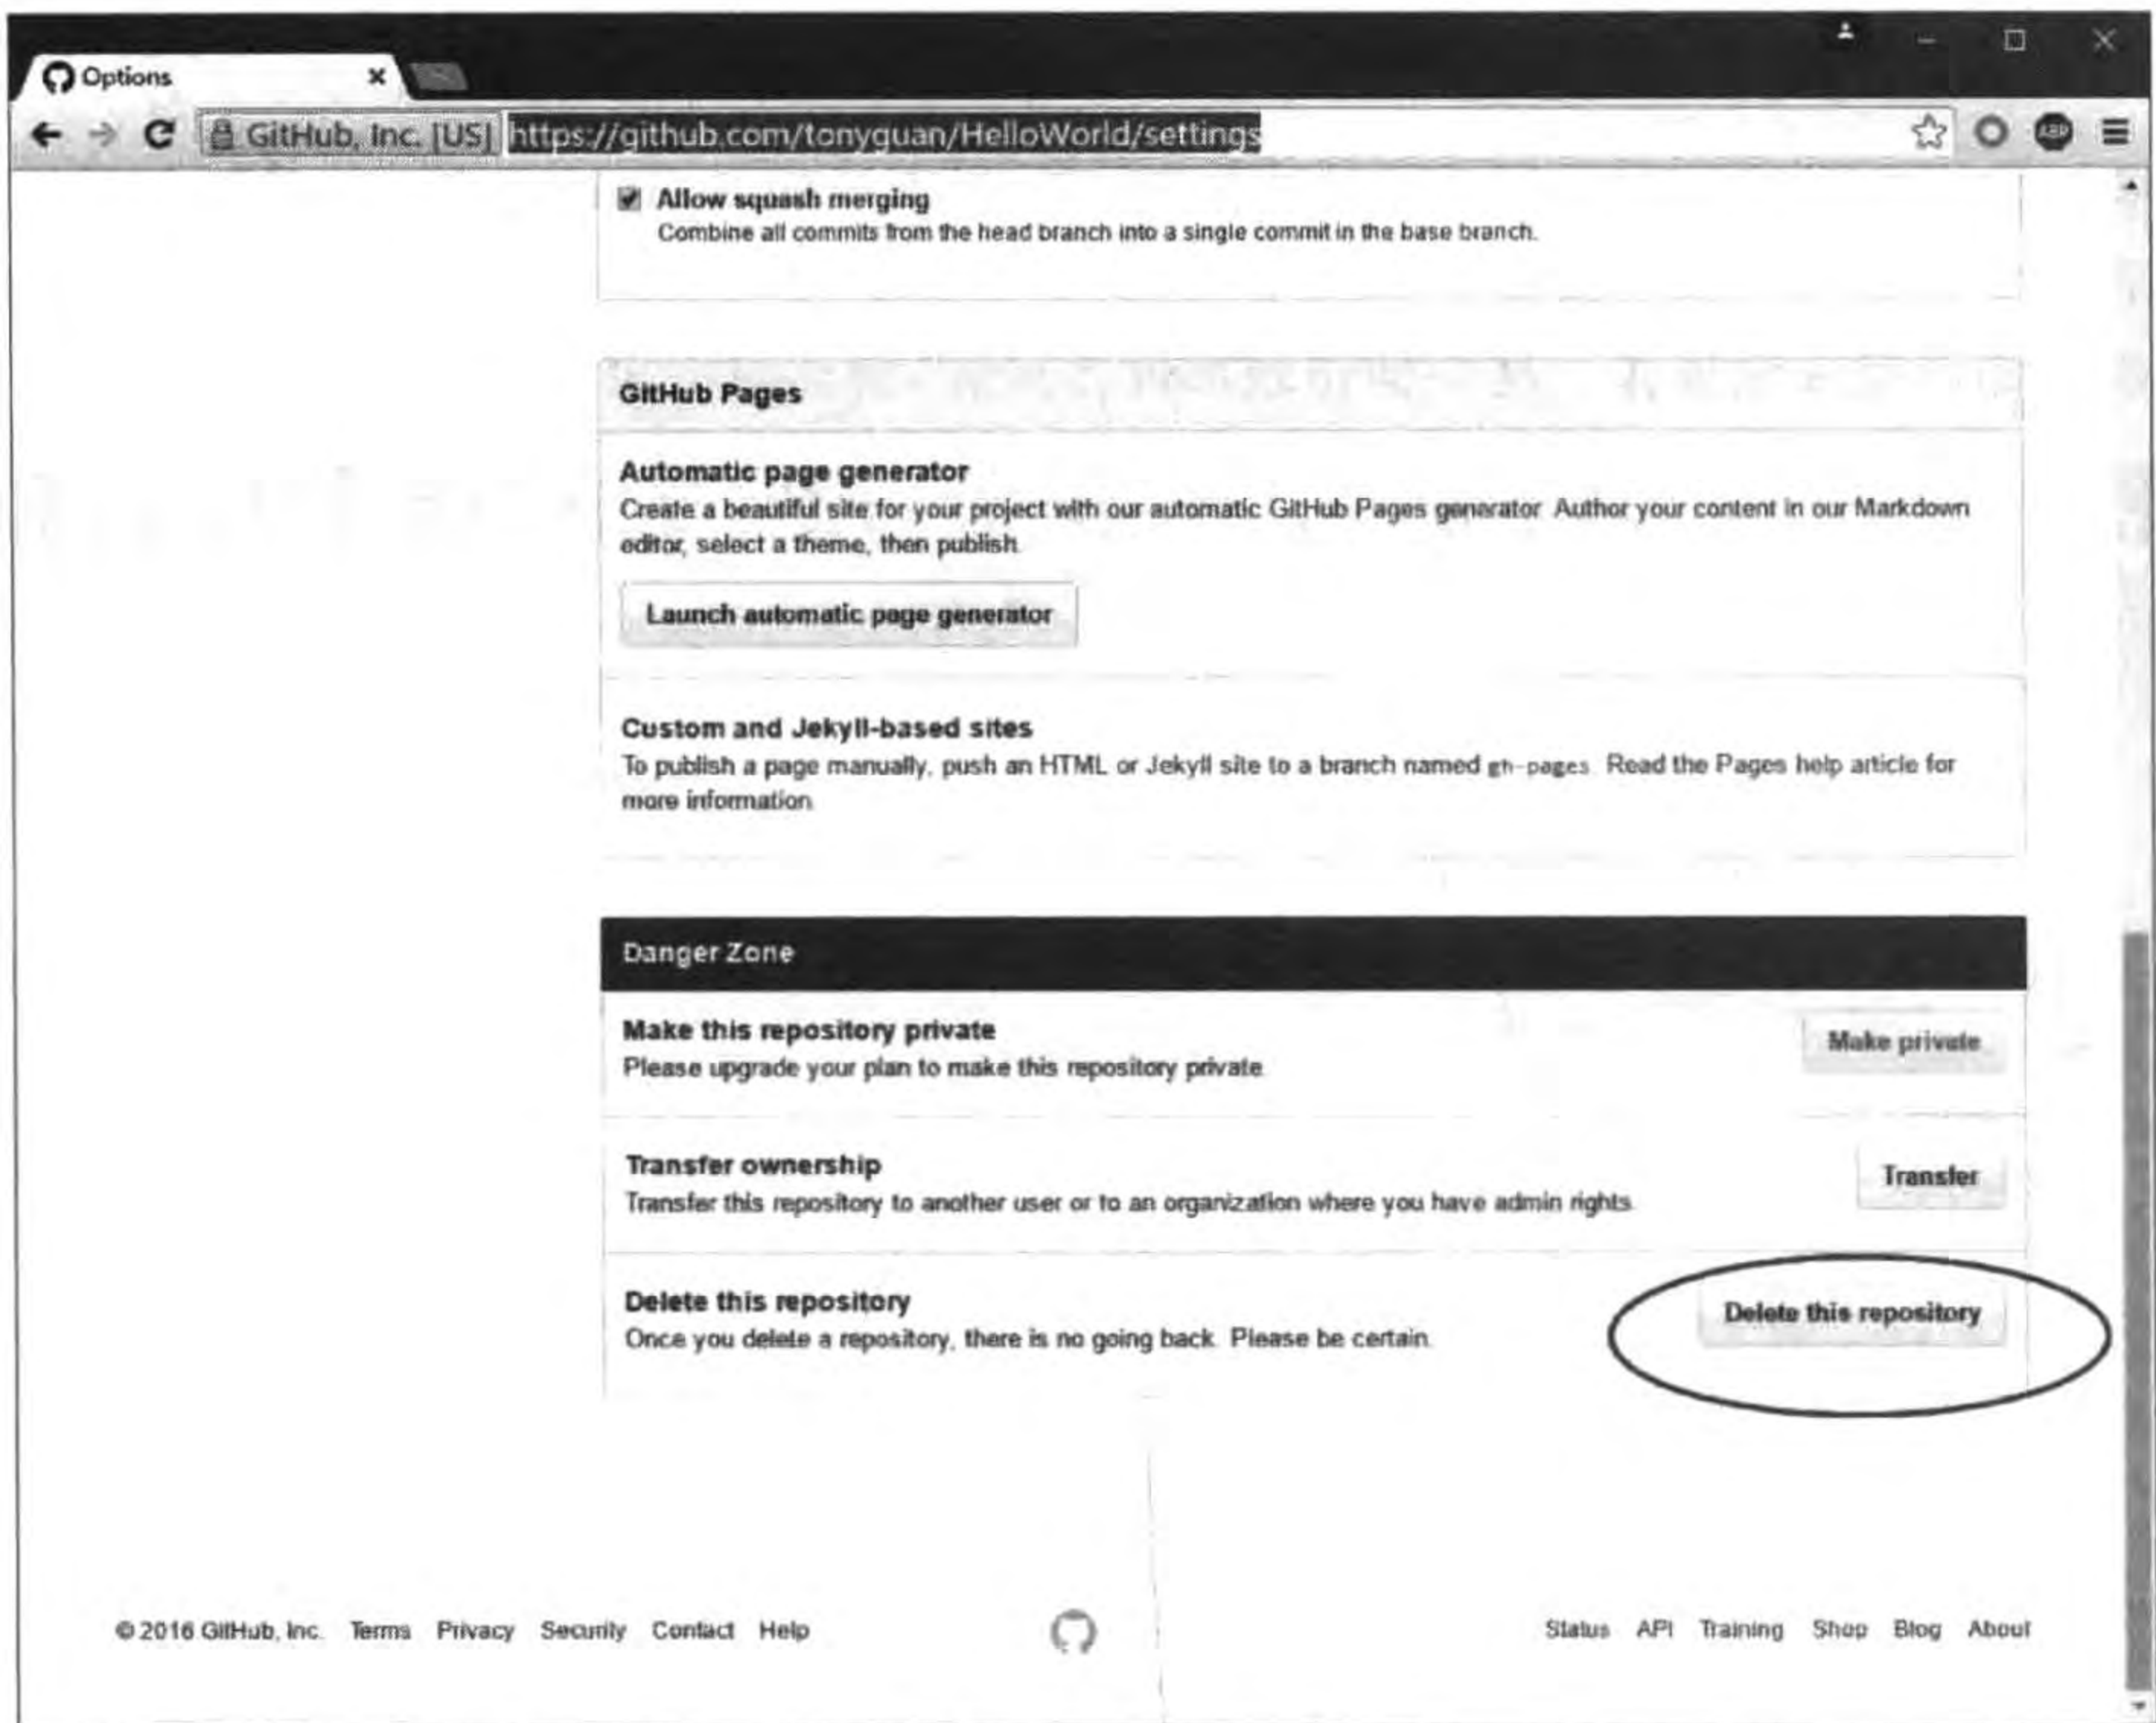 Options
GitHub, Inc. [US] https://github.com/tonyguan/HelloWorld/settings
ABP
Allow squash merging
Combine all commits from the head branch into a single commit in the base branch.
GitHub Pages
Automatic page generator
Create a beautiful site for your project with our automatic GitHub Pages generator. Author your content in our Markdown
editor, select a theme, then publish.
Launch automatic page generator
Custom and Jekyll-based sites
To publish a page manually, push an HTML or Jekyll site to a branch named gh-pages. Read the Pages help article for
more information.
Danger Zone
Make this repository private
Make private
Please upgrade your plan to make this repository private.
Transfer ownership
Transfer
Transfer this repository to another user or to an organization where you have admin rights.
Delete this repository
Delete this repository
Once you delete a repository, there is no going back. Please be certain.
© 2016 GitHub, Inc. Terms Privacy Security Contact Help
Status API Training Shop Blog About